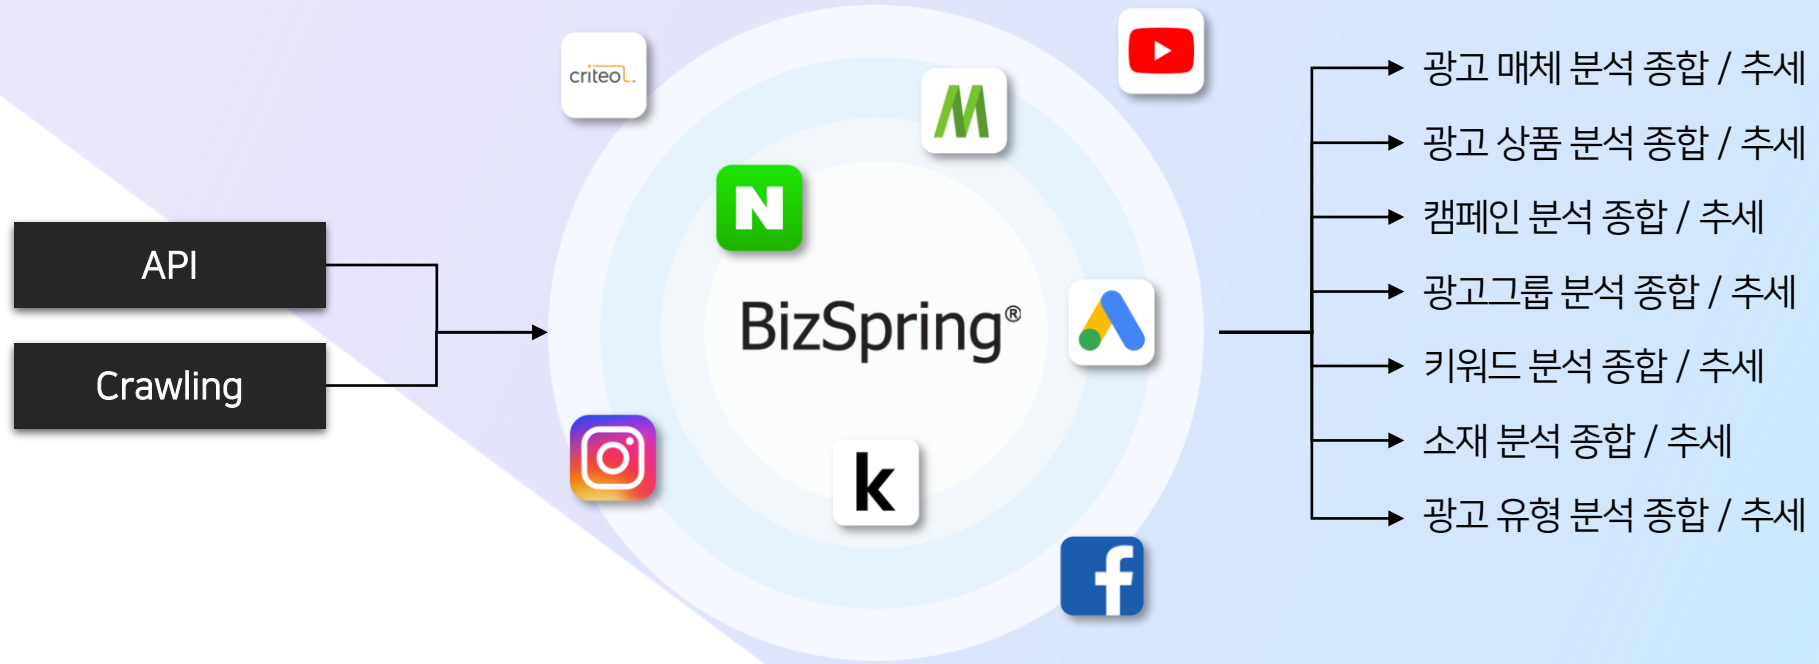 API
Crawling
criteo
M
N
BizSpring®
k
f
광고 매체 분석 종합 / 추세
광고 상품 분석 종합 / 추세
캠페인 분석 종합 / 추세
광고그룹 분석 종합 / 추세
키워드 분석 종합 / 추세
소재 분석 종합 / 추세
광고 유형 분석 종합 / 추세